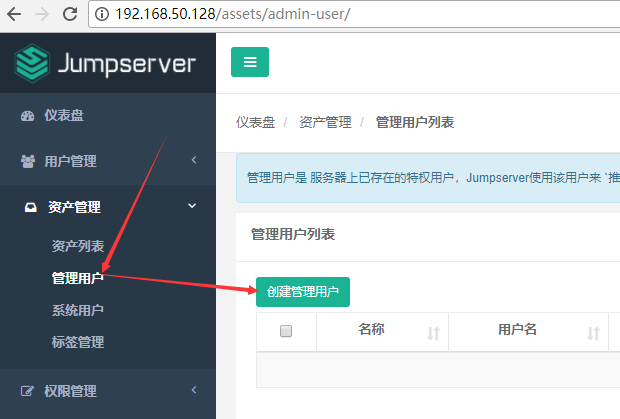 192.168.50.128/assets/admin-user/
Jumpserver
仪表盘 / 资产管理 / 管理用户列表
仪表盘
用户管理
资产管理
资产列表
管理用户
系统用户
标签管理
权限管理
管理用户是 服务器上已存在的特权用户，Jumpserver使用该用户来 `推
管理用户列表
创建管理用户
名称 用户名